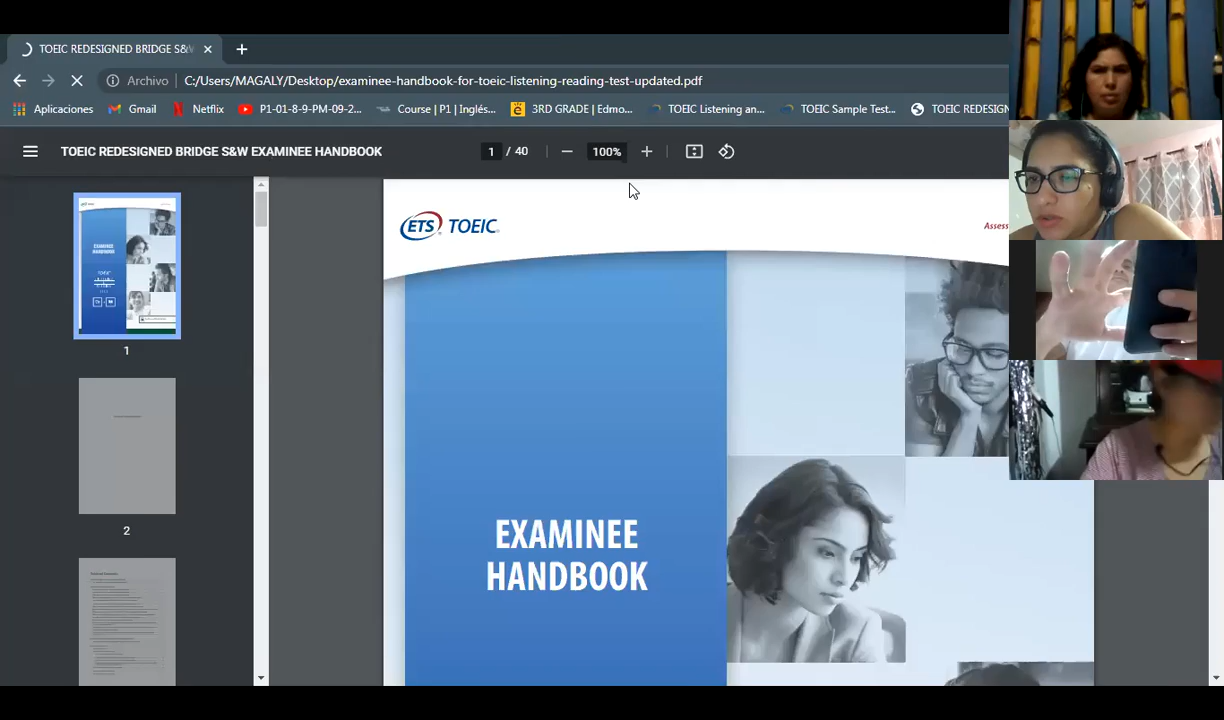 TOEIC REDESIGNED BRIDGE S&W
Archivo C:/Users/MAGALY/Desktop/examinee-handbook-for-toeic-listening-reading-test-updated.pdf
Aplicaciones Gmail Netflix P1-01-8-9-PM-09-2... Course | P1 | Inglés... 3RD GRADE | Edmo... TOEIC Listening an... TOEIC Sample Test... TOEIC REDESIGN
TOEIC REDESIGNED BRIDGE S&W EXAMINEE HANDBOOK
1 / 40
100%
ETS TOEIC
Assess
EXAMINEE
HANDBOOK
EXAMINEE
HANDBOOK
1
2